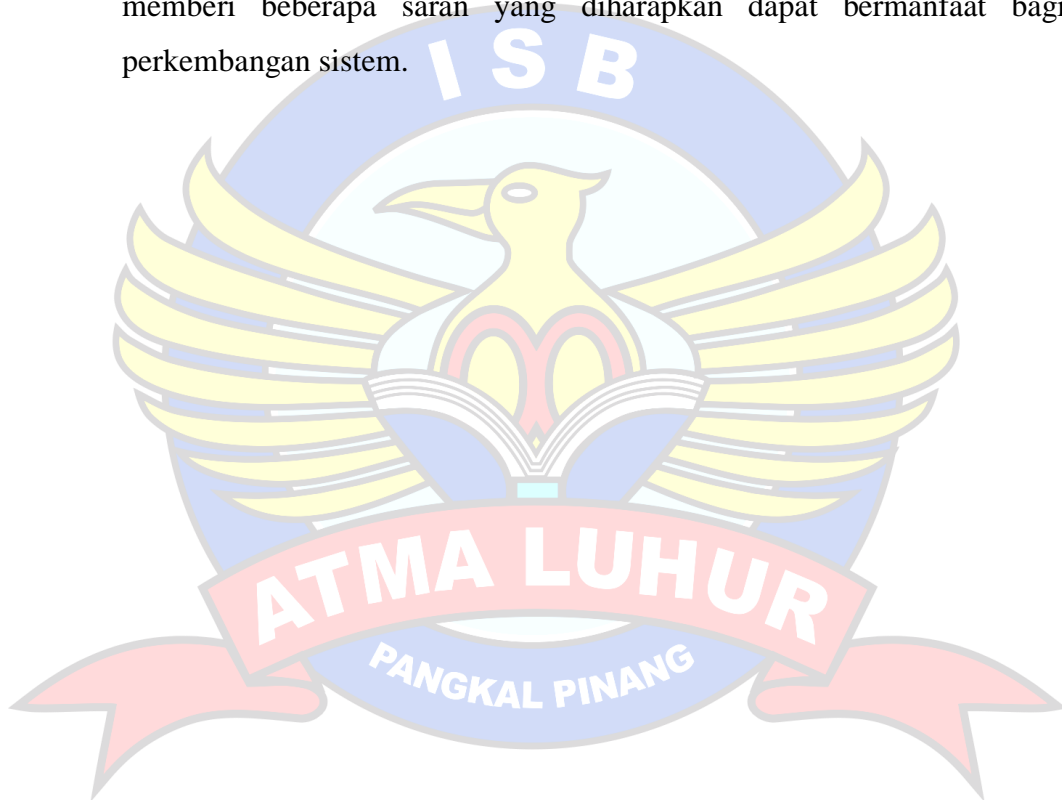 memberi beberapa saran yang diharapkan dapat bermanfaat bagi
perkembangan sistem.
I S B
ATMA LUHUR
PANGKAL PINANG